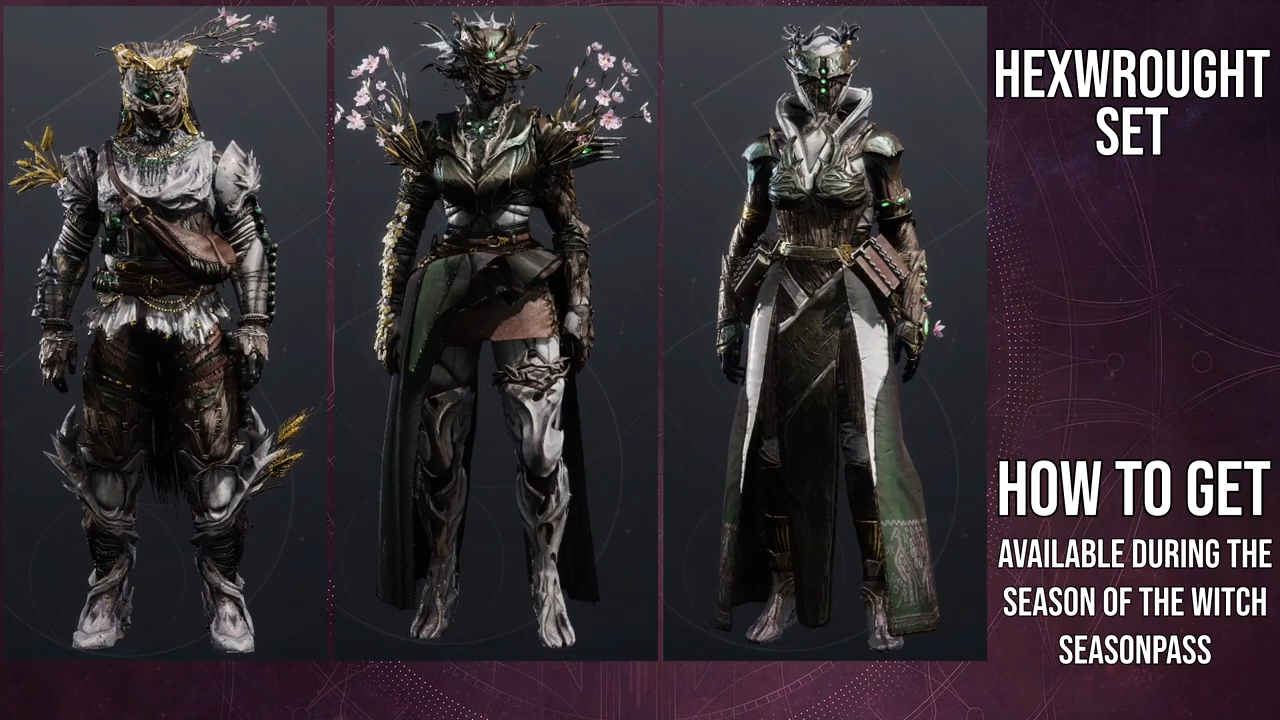 HEXWROUGHT
SET
HOW TO GET
AVAILABLE DURING THE
SEASON OF THE WITCH
SEASONPASS